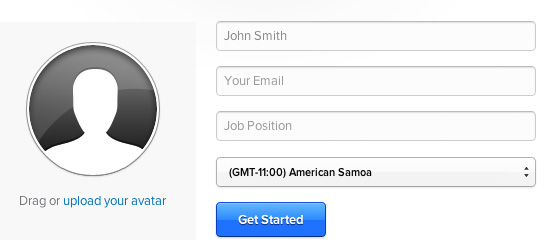 John Smith
Your Email
Job Position
(GMT-11:00) American Samoa
Drag or upload your avatar
Get Started